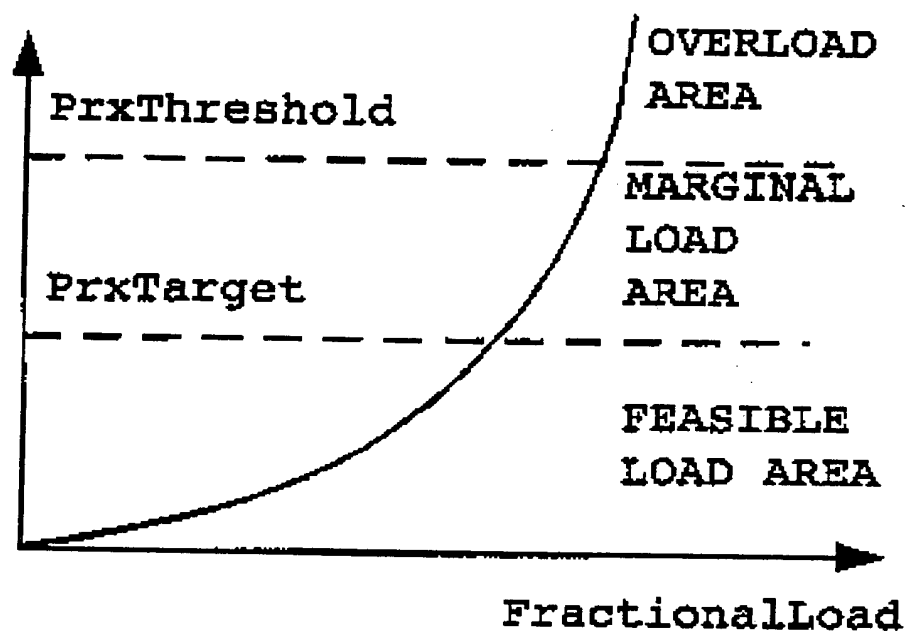 OVERLOAD
AREA
PrxThreshold
MARGINAL
LOAD
AREA
PrxTarget
FEASIBLE
LOAD AREA
FractionalLoad